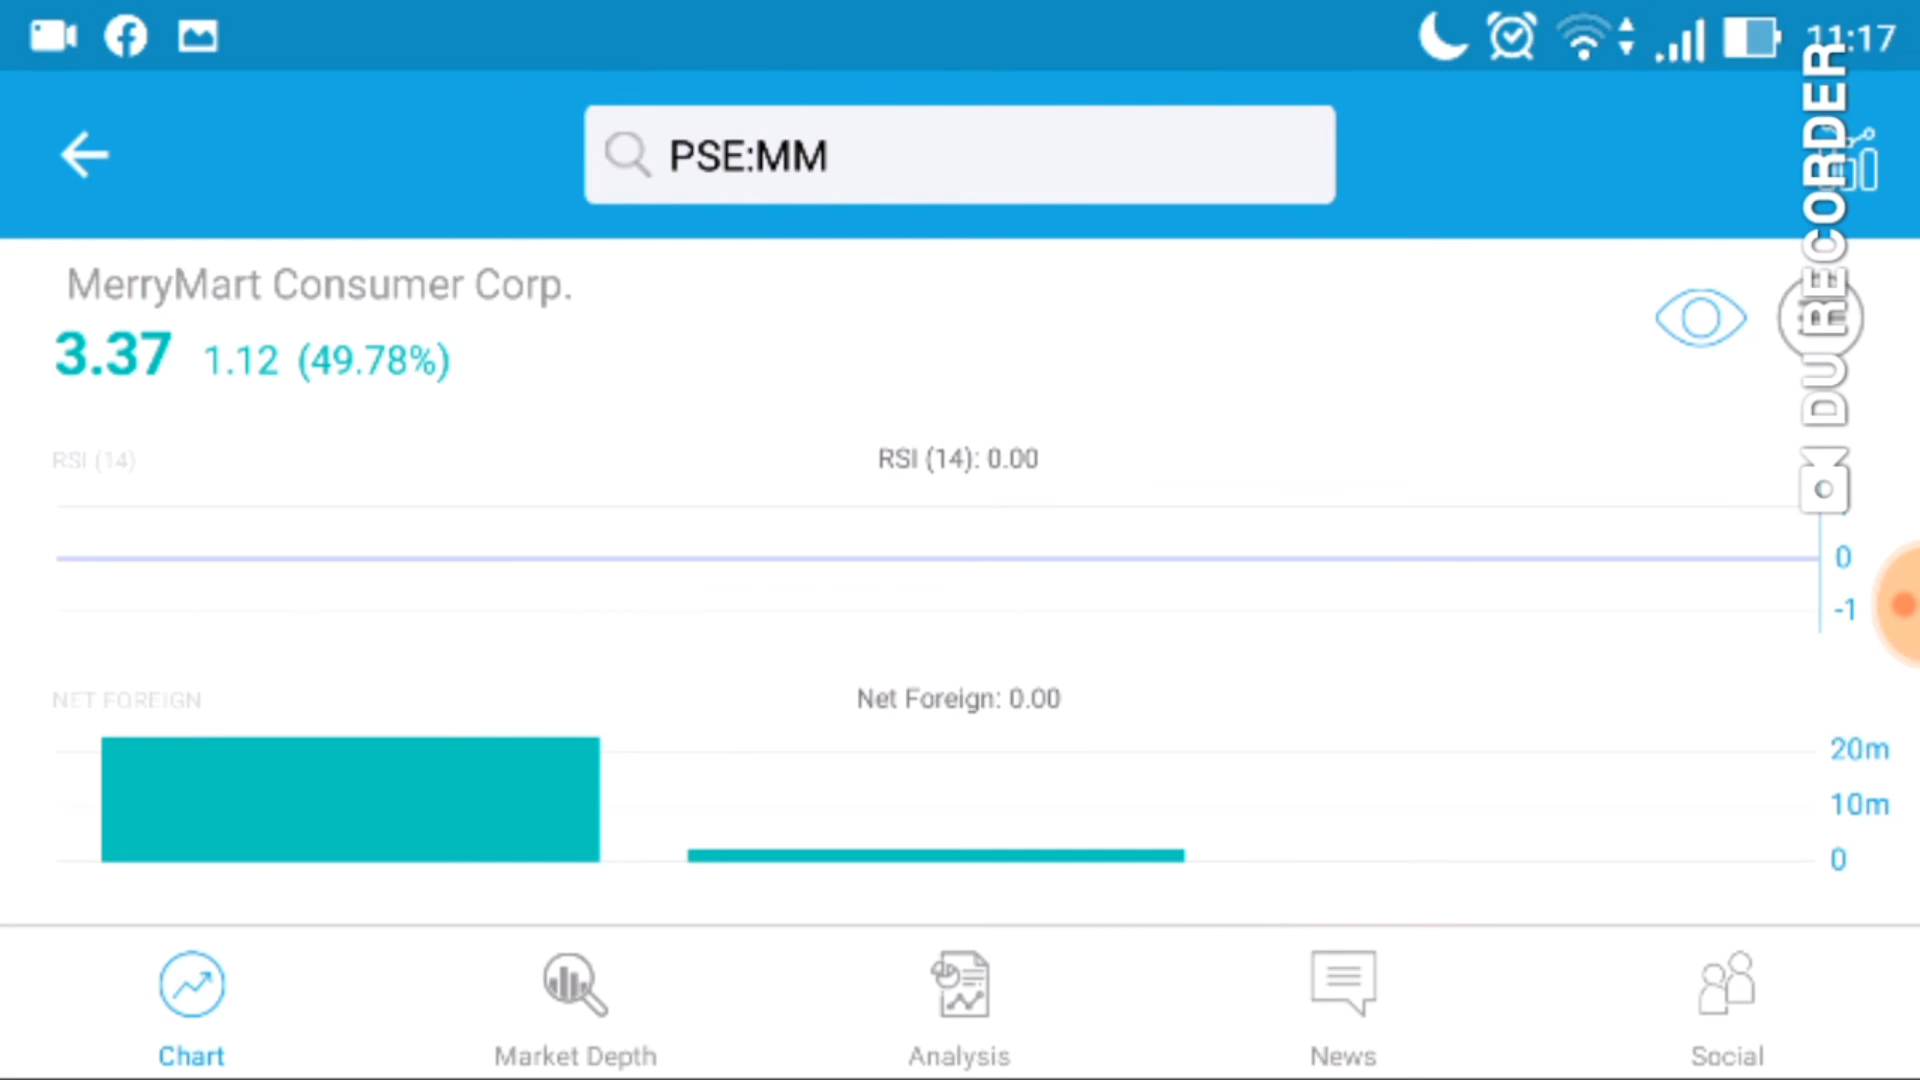 11:17
PSE:MM
DU RECORDER
MerryMart Consumer Corp.
3.37 1.12 (49.78%)
RSI (14)
RSI (14): 0.00
0
-1
NET FOREIGN
Net Foreign: 0.00
20m
10m
0
Chart
Market Depth
Analysis
News
Social